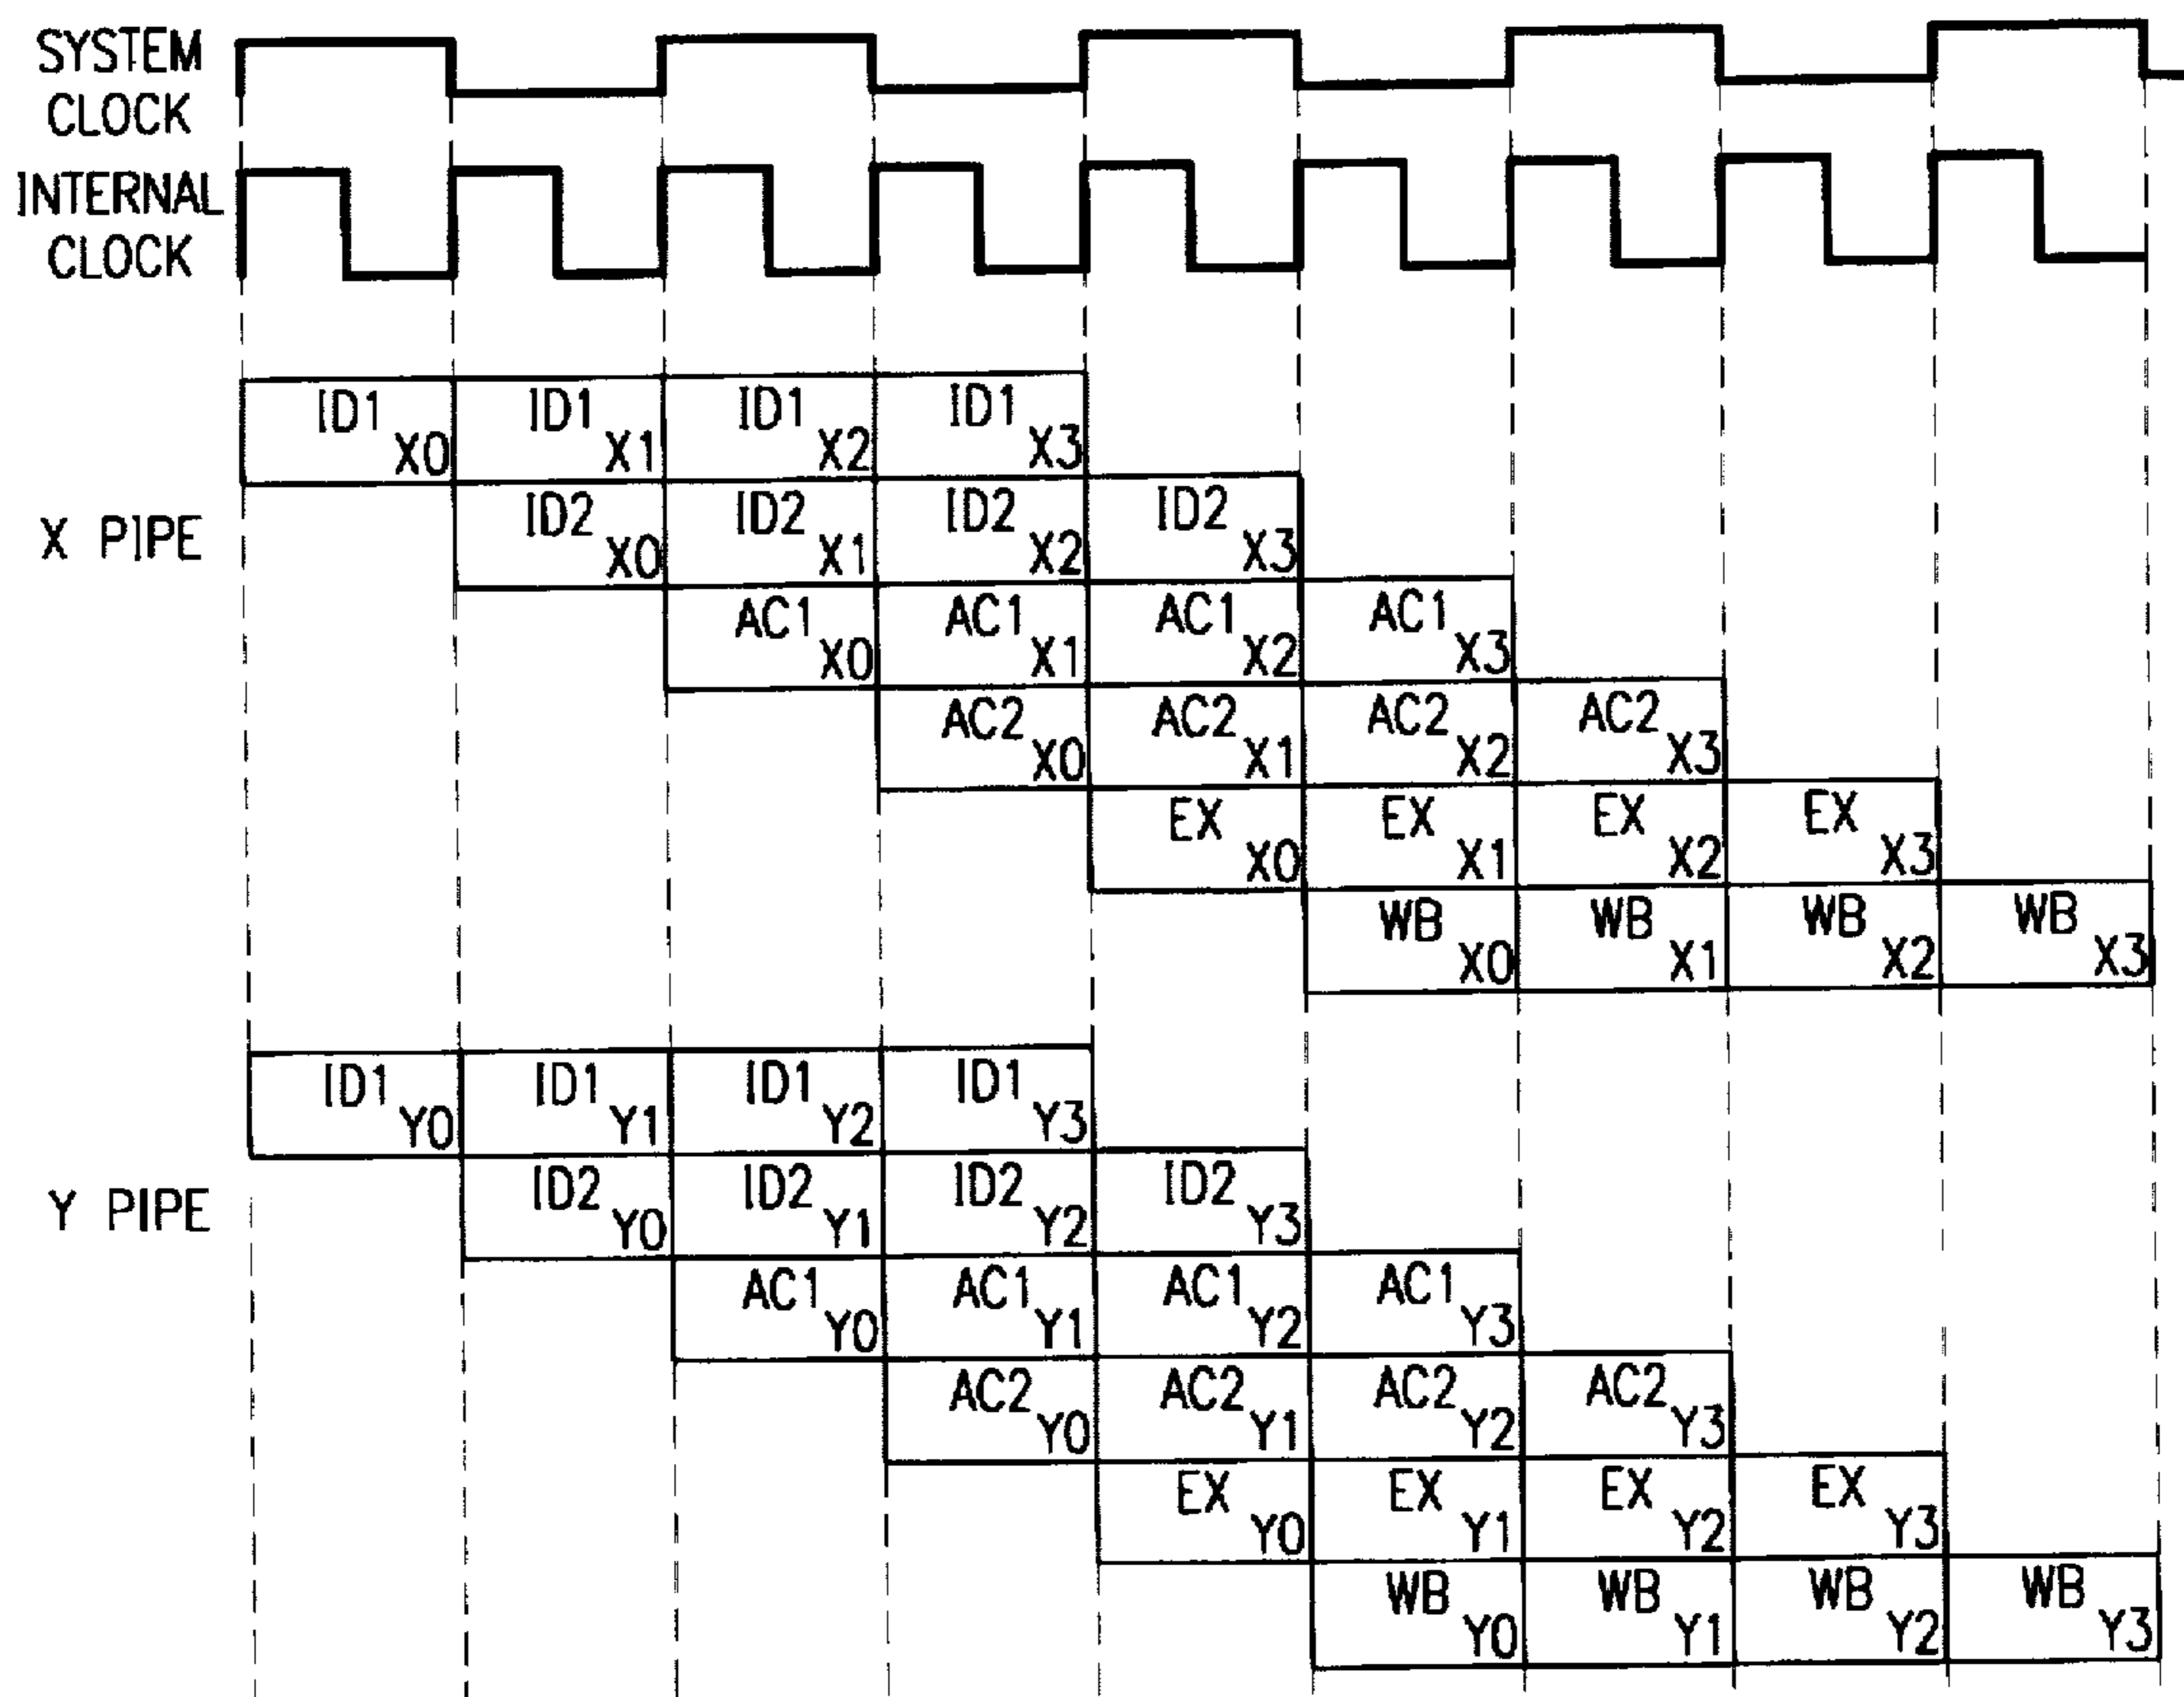 SYSTEM
CLOCK
INTERNAL
CLOCK
ID1 X0 ID1 X1 ID1 X2 ID1 X3
X PIPE
ID2 X0 ID2 X1 ID2 X2 ID2 X3
AC1 X0 AC1 X1 AC1 X2 AC1 X3
AC2 X0 AC2 X1 AC2 X2 AC2 X3
EX X0 EX X1 EX X2 EX X3
WB X0 WB X1 WB X2 WB X3
ID1 Y0 ID1 Y1 ID1 Y2 ID1 Y3
Y PIPE
ID2 Y0 ID2 Y1 ID2 Y2 ID2 Y3
AC1 Y0 AC1 Y1 AC1 Y2 AC1 Y3
AC2 Y0 AC2 Y1 AC2 Y2 AC2 Y3
EX Y0 EX Y1 EX Y2 EX Y3
WB Y0 WB Y1 WB Y2 WB Y3